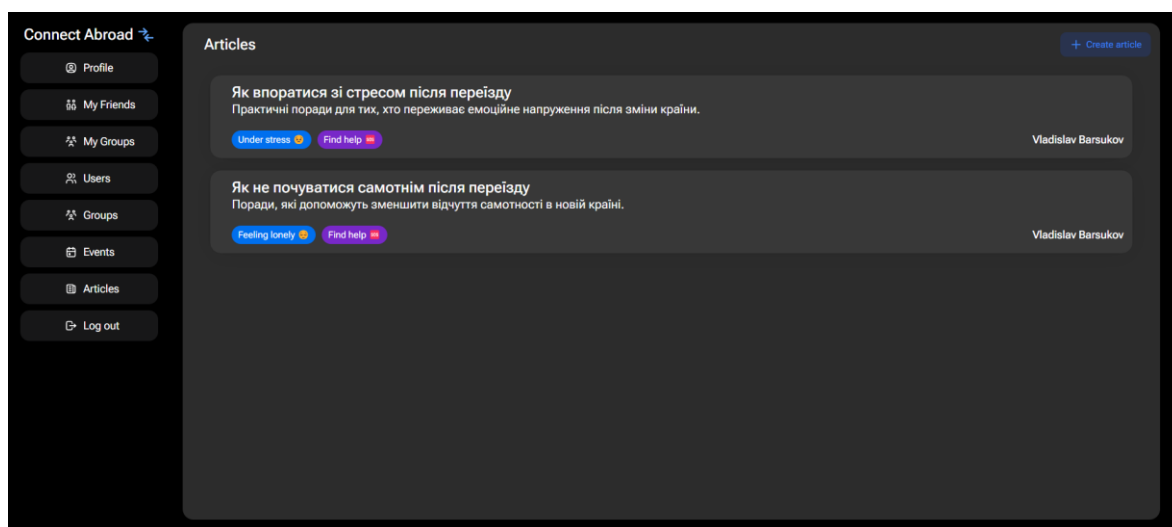 Connect Abroad
Profile
My Friends
My Groups
Users
Groups
Events
Articles
Log out
Articles
+ Create article
Як впоратися зі стресом після переїзду
Практичні поради для тих, хто переживає емоційне напруження після зміни країни.
Under stress
Find help
Vladislav Barsukov
Як не почуватися самотнім після переїзду
Поради, які допоможуть зменшити відчуття самотності в новій країні.
Feeling lonely
Find help
Vladislav Barsukov